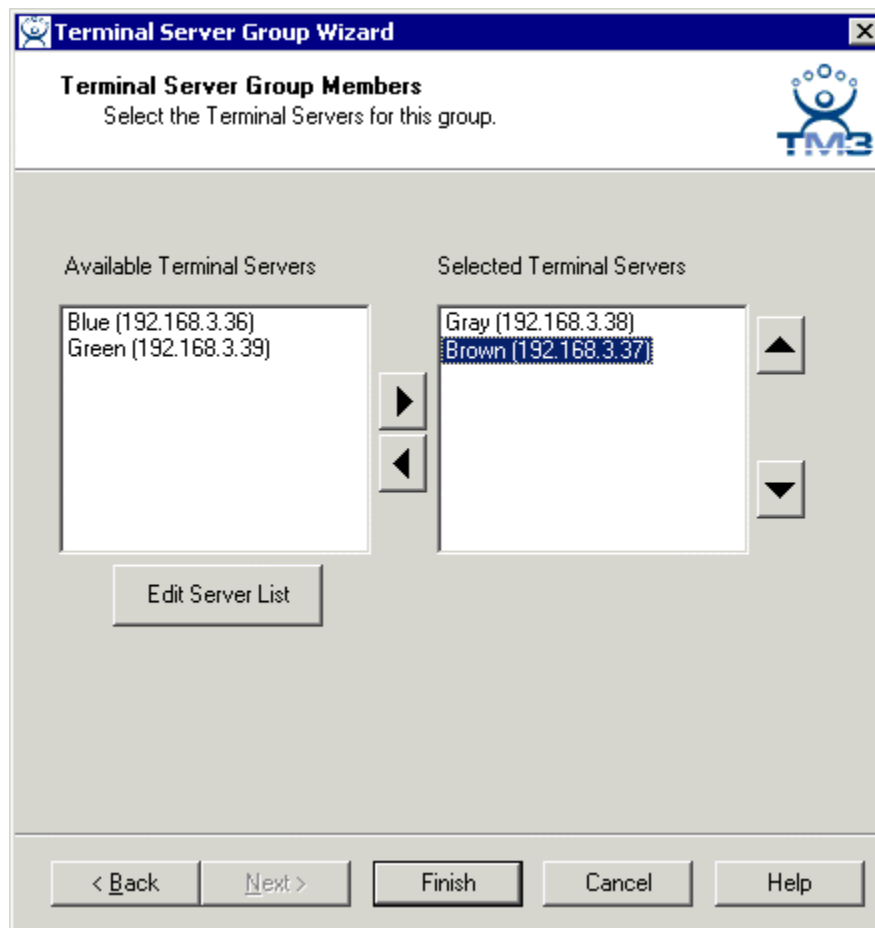 Terminal Server Group Wizard
Terminal Server Group Members
Select the Terminal Servers for this group.
TM3
Available Terminal Servers
Selected Terminal Servers
Blue (192.168.3.36)
Green (192.168.3.39)
Gray (192.168.3.38)
Brown (192.168.3.37)
Edit Server List
< Back
Next >
Finish
Cancel
Help